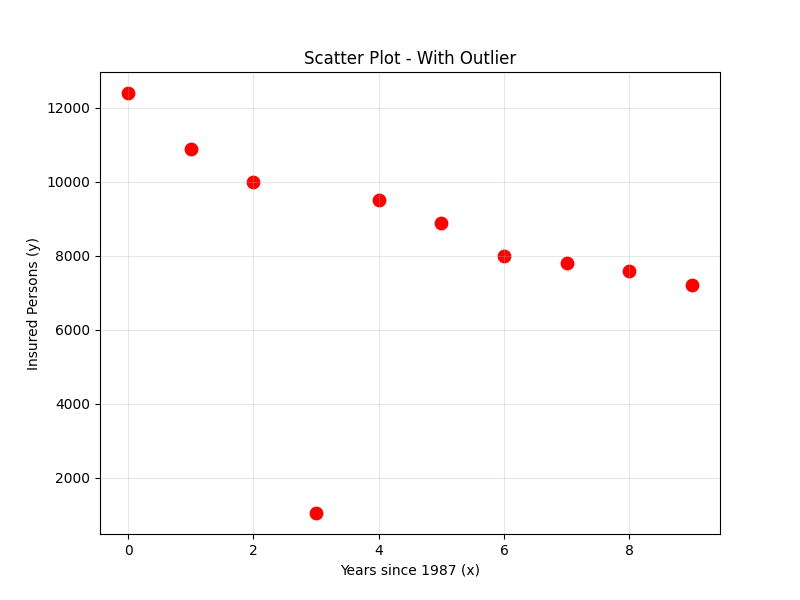 Scatter Plot - With Outlier
12000
10000
8000
6000
4000
2000
Insured Persons (y)
0 2 4 6 8
Years since 1987 (x)